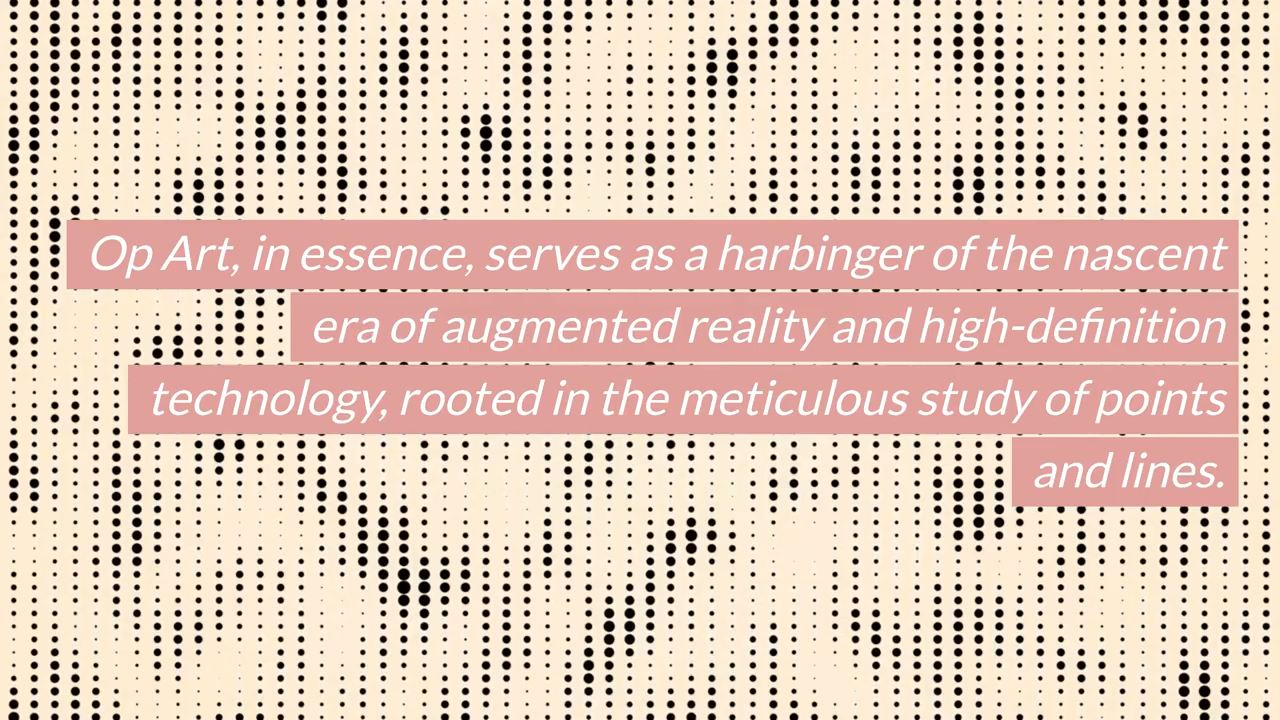 Op Art, in essence, serves as a harbinger of the nascent
era of augmented reality and high-definition
technology, rooted in the meticulous study of points
and lines.